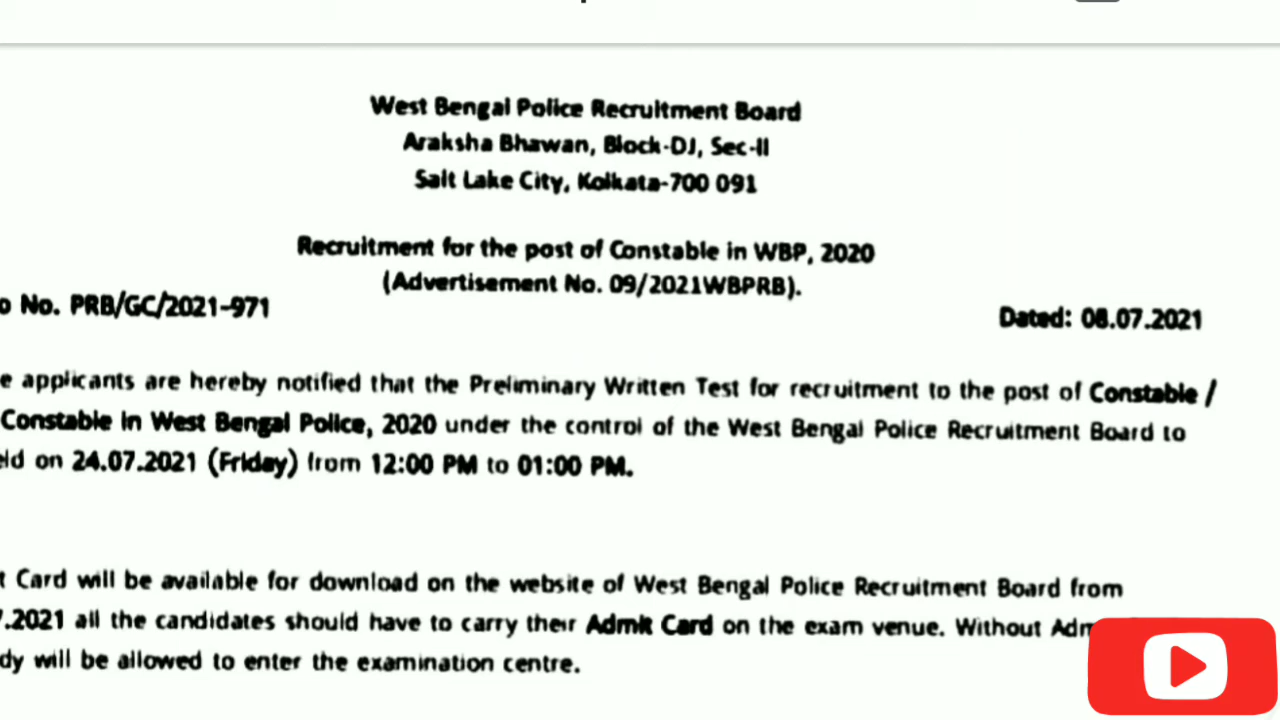 West Bengal Police Recruitment Board
Araksha Bhawan, Block-DJ, Sec-II
Salt Lake City, Kolkata-700 091
Recruitment for the post of Constable in WBP, 2020
(Advertisement No. 09/2021WBPRB).
o No. PRB/GC/2021-971
Dated: 08.07.2021
e applicants are hereby notified that the Preliminary Written Test for recruitment to the post of Constable /
Constable in West Bengal Police, 2020 under the control of the West Bengal Police Recruitment Board to
eld on 24.07.2021 (Friday) from 12:00 PM to 01:00 PM.
t Card will be available for download on the website of West Bengal Police Recruitment Board from
7.2021 all the candidates should have to carry their Admit Card on the exam venue. Without Adm
dy will be allowed to enter the examination centre.